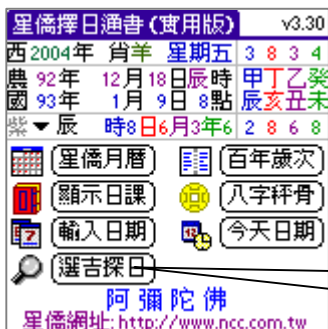 星僑擇日通書(實用版) v3.30
西2004年 肖羊 星期五 3 8 3 4
農 92年 12月18日辰時 甲丁乙癸
國 93年 1月 9日 8點 辰亥丑未
紫▼辰 時8日6月3年6 2 8 6 8
星僑月曆 百年歲次
顯示日課 八字秤骨
輸入日期 今天日期
選吉探日
阿彌陀佛
星僑網址: http://www.ncc.com.tw